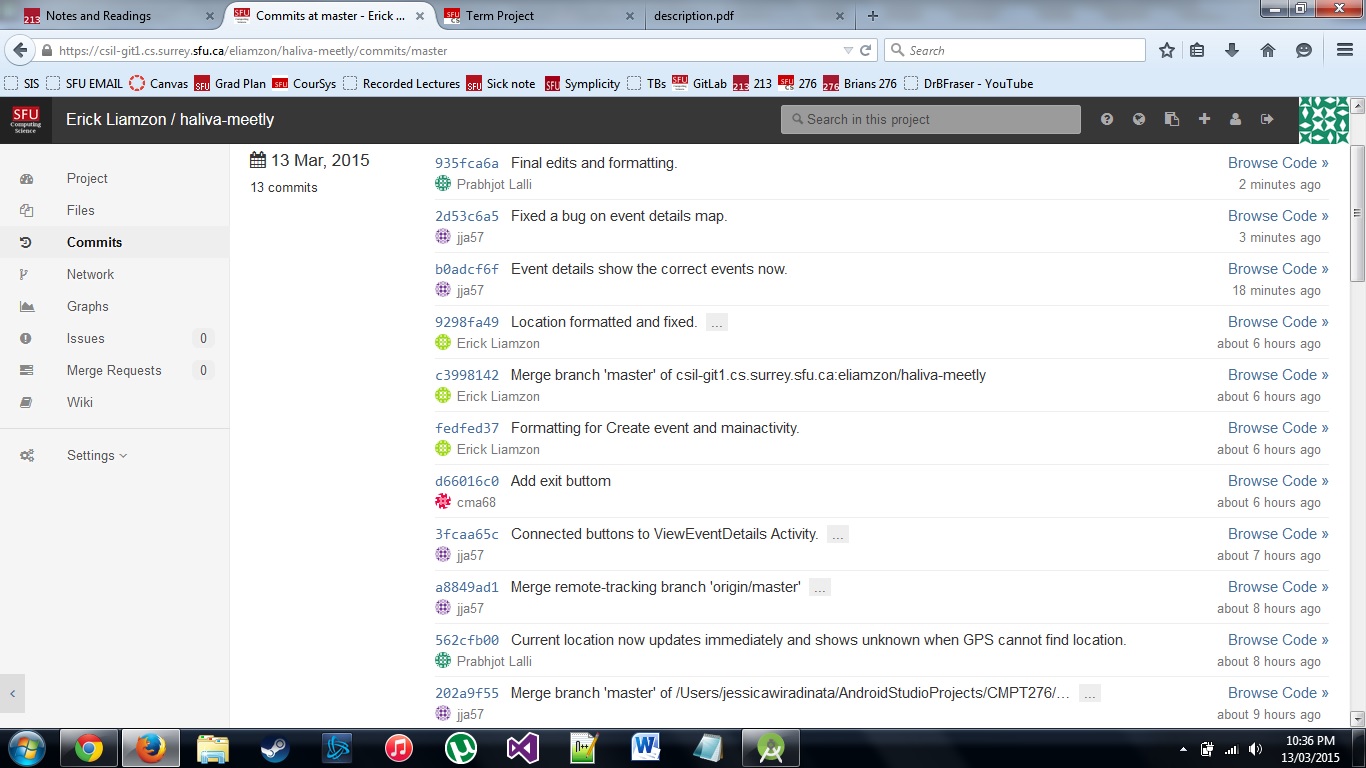 Notes and Readings
Commits at master - Erick ...
Term Project
description.pdf
https://csil-git1.cs.surrey.sfu.ca/eliamzon/haliva-meetly/commits/master
Search
SIS SFU EMAIL Canvas Grad Plan CourSys Recorded Lectures Sick note Symplicity TBs GitLab 213 276 Brians 276 DrBFraser - YouTube
SFU Computing Science
Erick Liamzon / haliva-meetly
Search in this project
Project
Files
Commits
Network
Graphs
Issues 0
Merge Requests 0
Wiki
Settings
13 Mar, 2015
13 commits
935fca6a Final edits and formatting. Browse Code »
Prabhjot Lalli 2 minutes ago
2d53c6a5 Fixed a bug on event details map. Browse Code »
jja57 3 minutes ago
b0adcf6f Event details show the correct events now. Browse Code »
jja57 18 minutes ago
9298fa49 Location formatted and fixed. ... Browse Code »
Erick Liamzon about 6 hours ago
c3998142 Merge branch 'master' of csil-git1.cs.surrey.sfu.ca:eliamzon/haliva-meetly Browse Code »
Erick Liamzon about 6 hours ago
fedfed37 Formatting for Create event and mainactivity. Browse Code »
Erick Liamzon about 6 hours ago
d66016c0 Add exit buttom Browse Code »
cma68 about 6 hours ago
3fcaa65c Connected buttons to ViewEventDetails Activity. ... Browse Code »
jja57 about 7 hours ago
a8849ad1 Merge remote-tracking branch 'origin/master' ... Browse Code »
jja57 about 8 hours ago
562cfb00 Current location now updates immediately and shows unknown when GPS cannot find location. Browse Code »
Prabhjot Lalli about 8 hours ago
202a9f55 Merge branch 'master' of /Users/jessicawiradinata/AndroidStudioProjects/CMPT276/... ... Browse Code »
jja57 about 9 hours ago
10:36 PM
13/03/2015